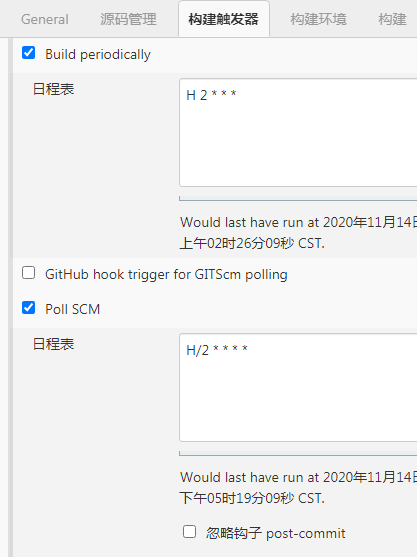 General 源码管理 构建触发器 构建环境 构建
Build periodically
日程表
H 2 * * *
Would last have run at 2020年11月14日
上午02时26分09秒 CST.
GitHub hook trigger for GITScm polling
Poll SCM
日程表
H/2 * * * *
Would last have run at 2020年11月14日
下午05时19分09秒 CST.
忽略钩子 post-commit